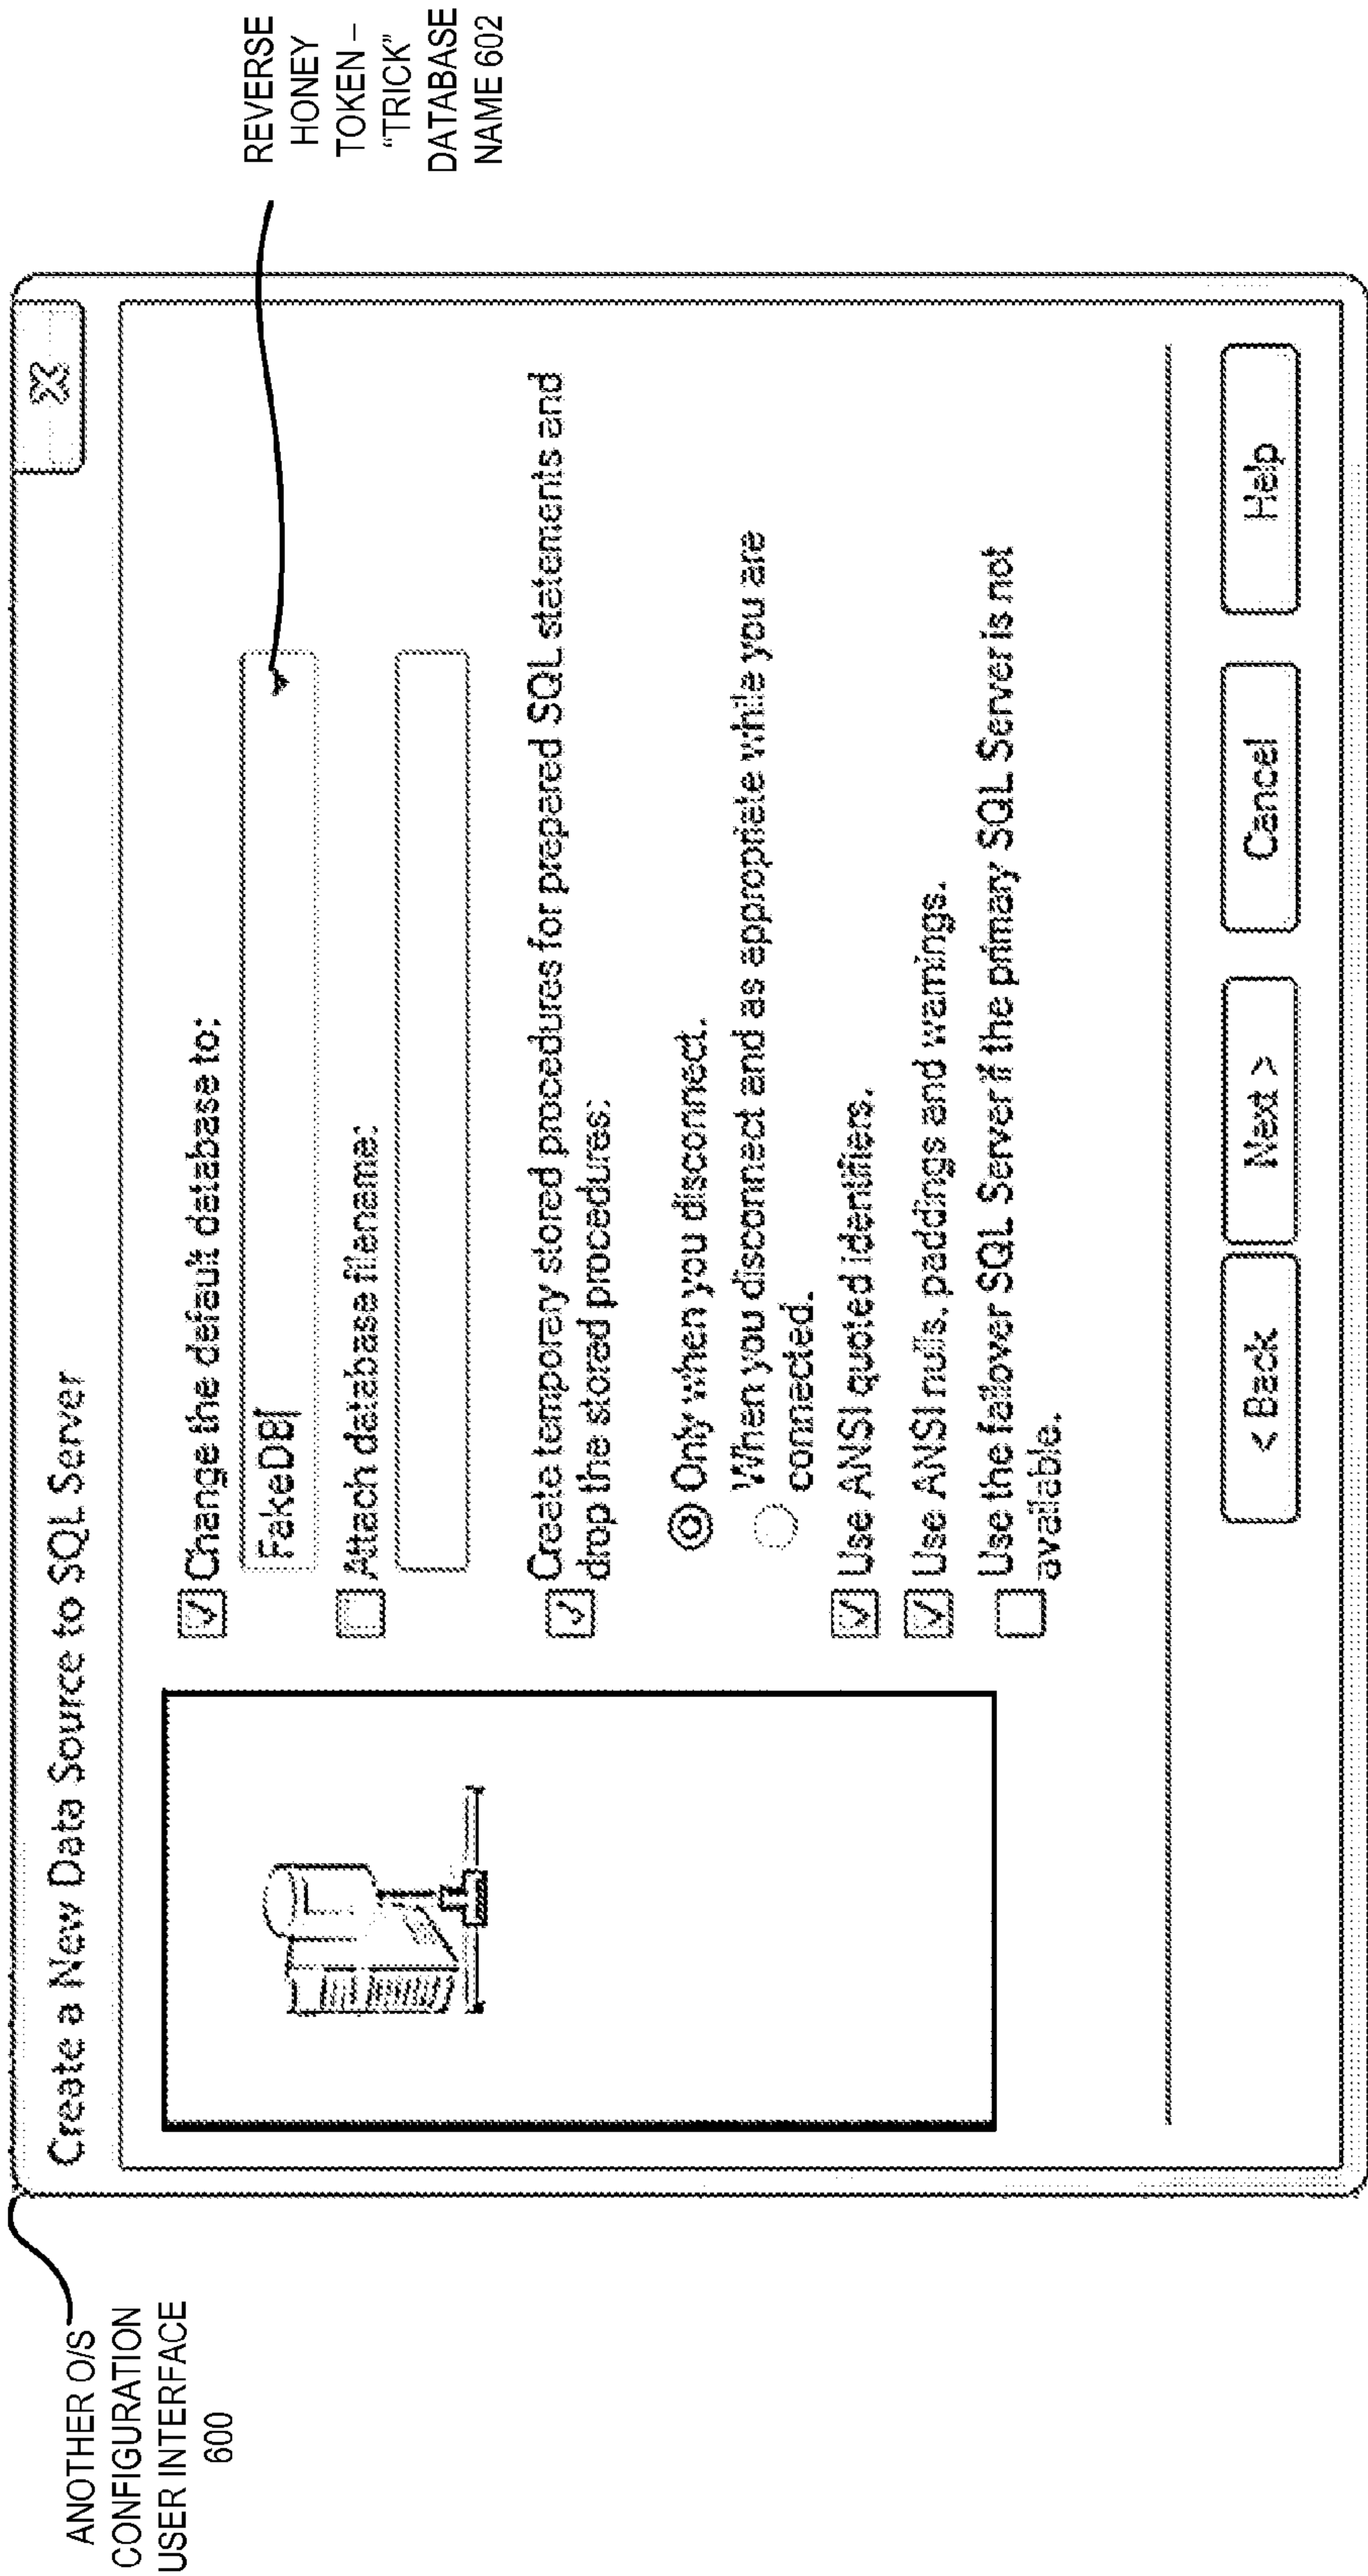 ANOTHER O/S
CONFIGURATION
USER INTERFACE
600
Create a New Data Source to SQL Server
Change the default database to:
FakeDB
Attach database filename:
Create temporary stored procedures for prepared SQL statements and
drop the stored procedures:
Only when you disconnect.
When you disconnect and as appropriate while you are
connected.
Use ANSI quoted identifiers.
Use ANSI nulls, paddings and warnings.
Use the failover SQL Server if the primary SQL Server is not
available.
< Back
Next >
Cancel
Help
REVERSE
HONEY
TOKEN –
“TRICK”
DATABASE
NAME 602